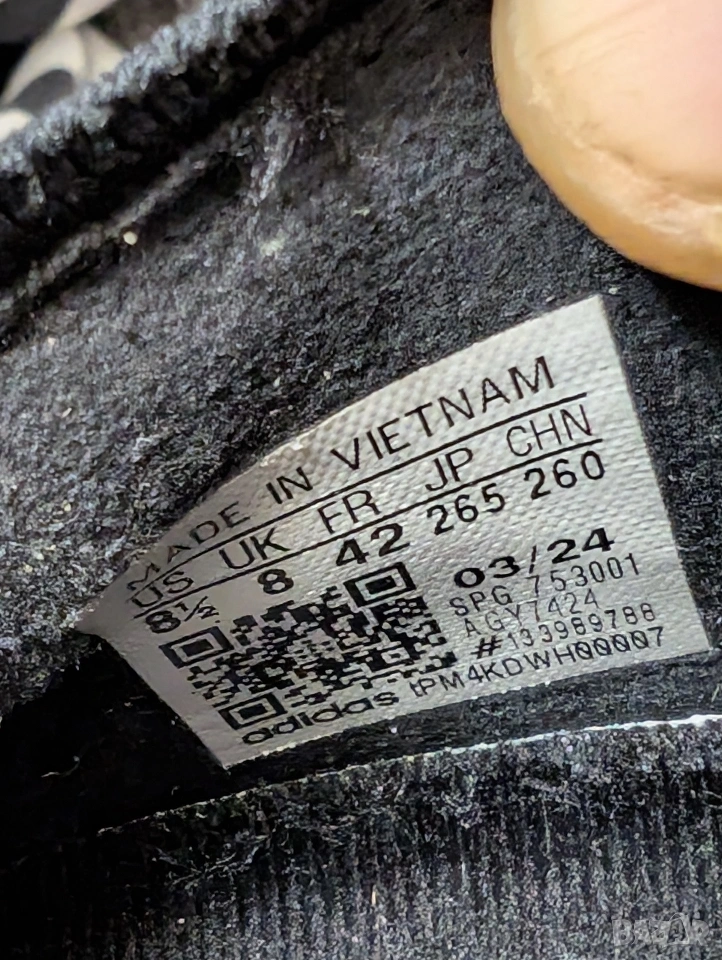 MADE IN VIETNAM
US UK FR JP CHN
8½ 8 42 265 260
03/24
SPG 753001
AGY7424
#133989788
adidas tPM4KDWH00007